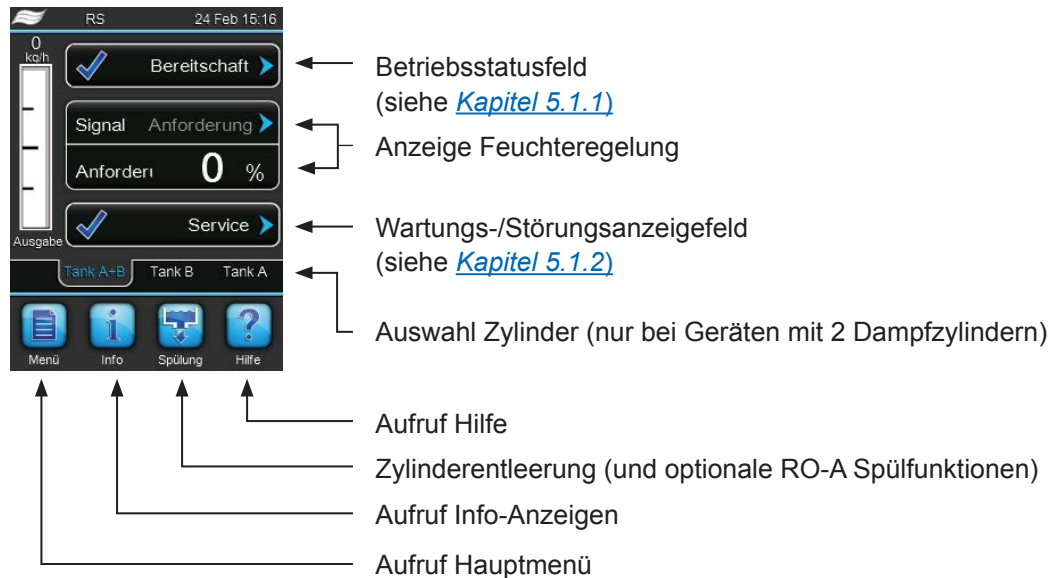 RS 24 Feb 15:16
0
kg/h
Bereitschaft
Signal Anforderung
Anforderı 0 %
Service
Ausgabe
Tank A+B Tank B Tank A
Menü Info Spülung Hilfe
Betriebsstatusfeld
(siehe Kapitel 5.1.1)
Anzeige Feuchteregelung
Wartungs-/Störungsanzeigefeld
(siehe Kapitel 5.1.2)
Auswahl Zylinder (nur bei Geräten mit 2 Dampfzylindern)
Aufruf Hilfe
Zylinderentleerung (und optionale RO-A Spülfunktionen)
Aufruf Info-Anzeigen
Aufruf Hauptmenü